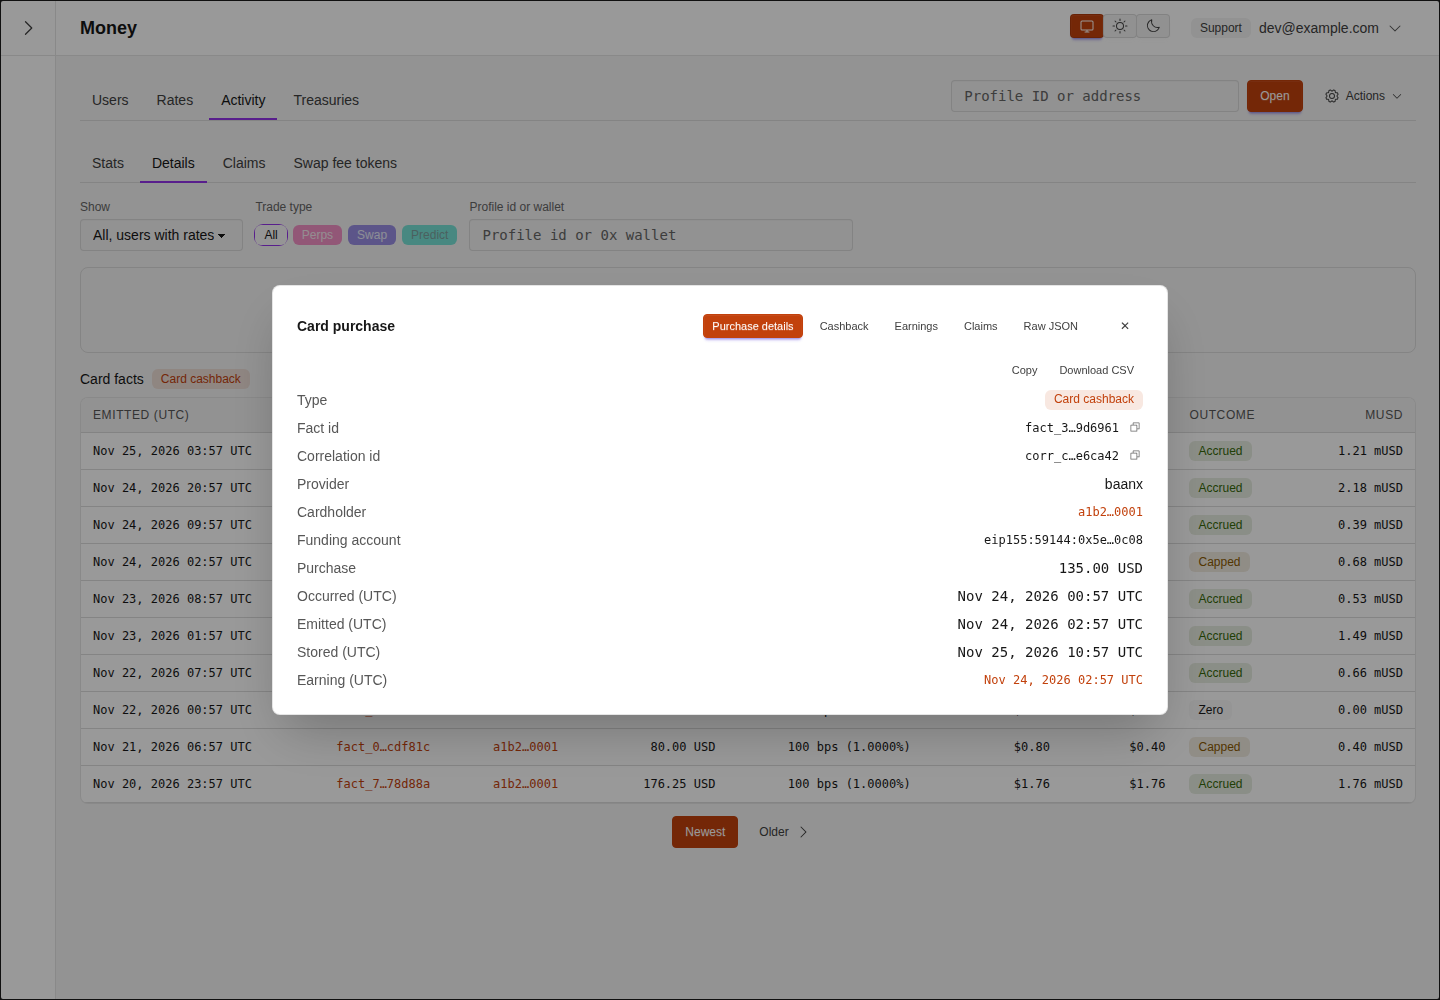 Money
Support dev@example.com
Users Rates Activity Treasuries
Profile ID or address Open Actions
Stats Details Claims Swap fee tokens
Show Trade type Profile id or wallet
All, users with rates All Perps Swap Predict Profile id or 0x wallet
Card purchase Purchase details Cashback Earnings Claims Raw JSON ✕
Copy Download CSV
Type Card cashback
Fact id fact_3…9d6961
Correlation id corr_c…e6ca42
Provider baanx
Cardholder a1b2…0001
Funding account eip155:59144:0x5e…0c08
Purchase 135.00 USD
Occurred (UTC) Nov 24, 2026 00:57 UTC
Emitted (UTC) Nov 24, 2026 02:57 UTC
Stored (UTC) Nov 25, 2026 10:57 UTC
Earning (UTC) Nov 24, 2026 02:57 UTC
Card facts Card cashback
EMITTED (UTC) OUTCOME MUSD
Nov 25, 2026 03:57 UTC Accrued 1.21 mUSD
Nov 24, 2026 20:57 UTC Accrued 2.18 mUSD
Nov 24, 2026 09:57 UTC Accrued 0.39 mUSD
Nov 24, 2026 02:57 UTC Capped 0.68 mUSD
Nov 23, 2026 08:57 UTC Accrued 0.53 mUSD
Nov 23, 2026 01:57 UTC Accrued 1.49 mUSD
Nov 22, 2026 07:57 UTC Accrued 0.66 mUSD
Nov 22, 2026 00:57 UTC Zero 0.00 mUSD
Nov 21, 2026 06:57 UTC fact_0…cdf81c a1b2…0001 80.00 USD 100 bps (1.0000%) $0.80 $0.40 Capped 0.40 mUSD
Nov 20, 2026 23:57 UTC fact_7…78d88a a1b2…0001 176.25 USD 100 bps (1.0000%) $1.76 $1.76 Accrued 1.76 mUSD
Newest Older